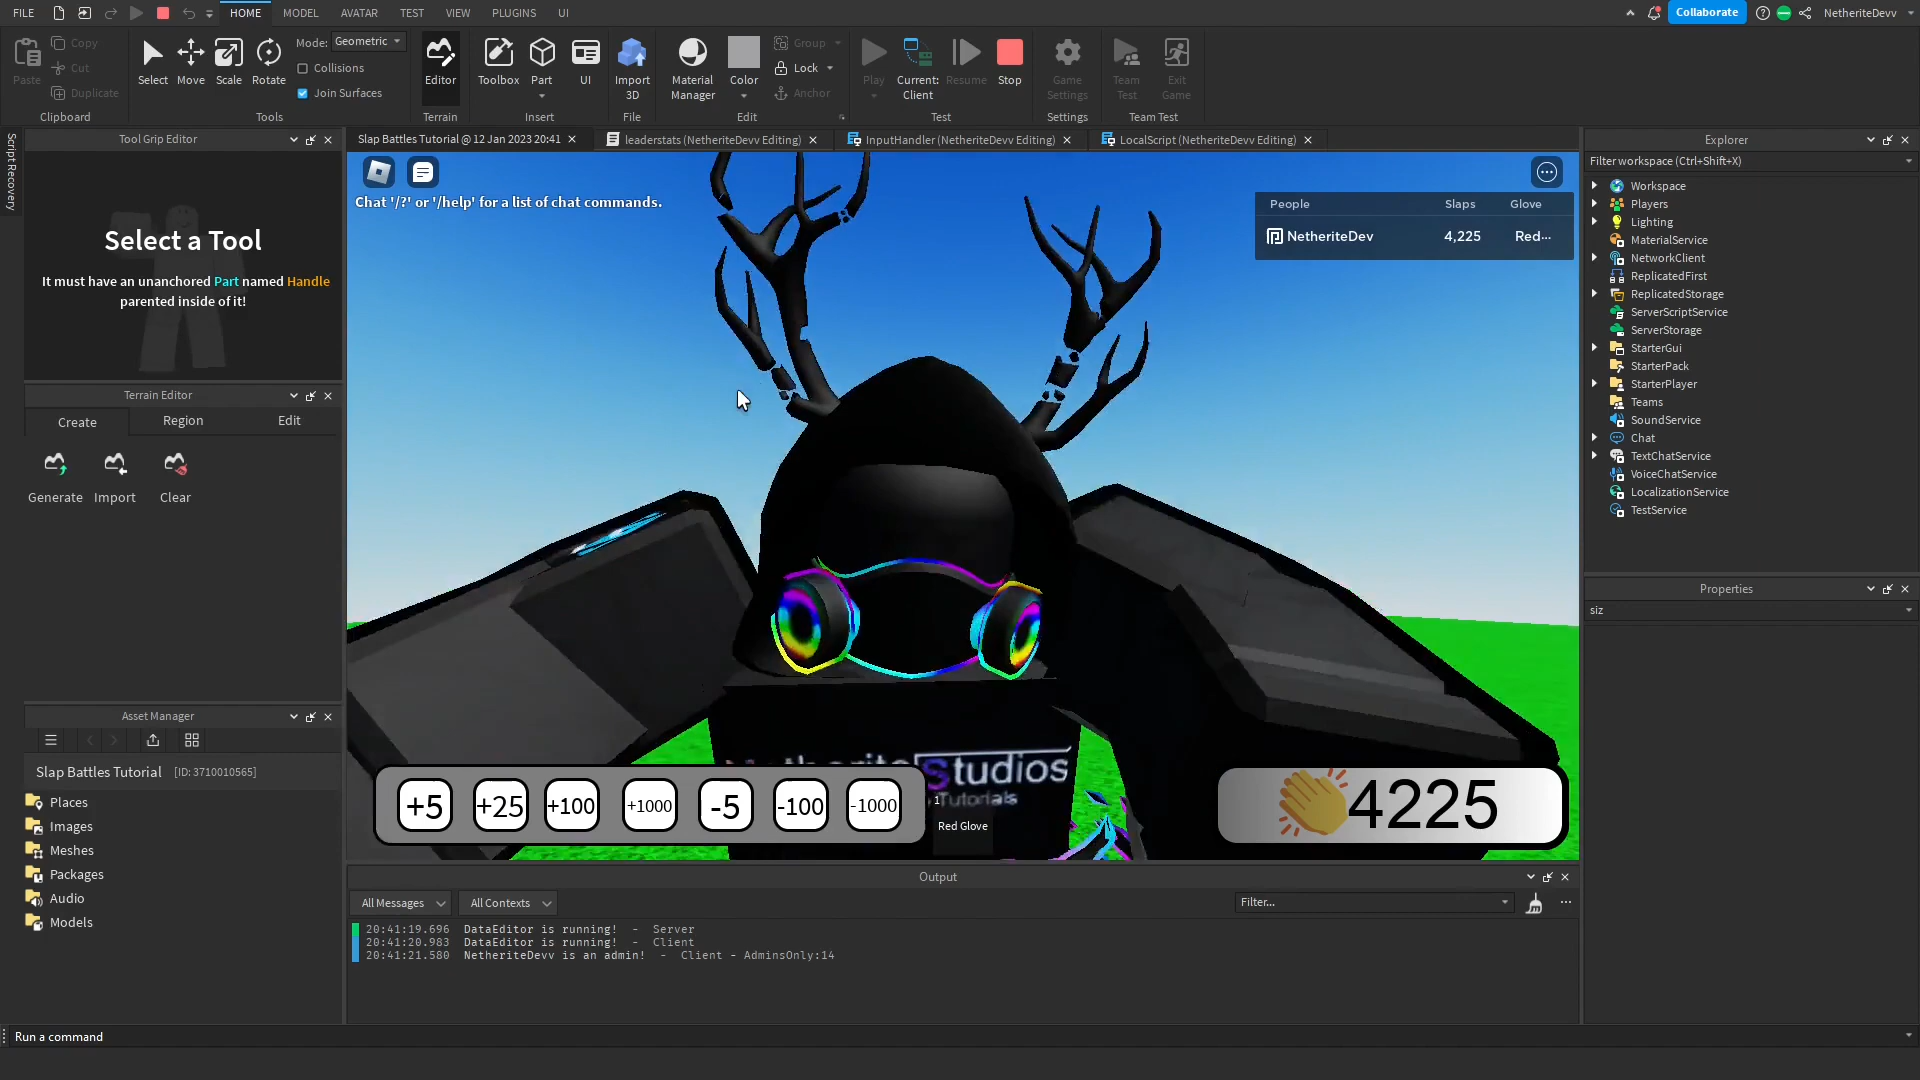 FILE
HOME
MODEL
AVATAR
TEST
VIEW
PLUGINS
UI
Collaborate
NetheriteDevv
Paste
Copy
Cut
Duplicate
Clipboard
Select
Move
Scale
Rotate
Mode: Geometric
Collisions
Join Surfaces
Tools
Editor
Terrain
Toolbox
Part
UI
Insert
Import
3D
File
Material
Manager
Color
Group
Lock
Anchor
Edit
Play
Current:
Client
Resume
Stop
Test
Game
Settings
Settings
Team
Test
Exit
Game
Team Test
Script Recovery
Tool Grip Editor
Select a Tool
It must have an unanchored Part named Handle
parented inside of it!
Terrain Editor
Create
Region
Edit
Generate
Import
Clear
Asset Manager
Slap Battles Tutorial [ID: 3710010565]
Places
Images
Meshes
Packages
Audio
Models
Slap Battles Tutorial @ 12 Jan 2023 20:41
leaderstats (NetheriteDevv Editing)
InputHandler (NetheriteDevv Editing)
LocalScript (NetheriteDevv Editing)
Chat '/?' or '/help' for a list of chat commands.
People Slaps Glove
NetheriteDev 4,225 Red...
Studios
Tutorials
+5
+25
+100
+1000
-5
-100
-1000
1
Red Glove
4225
Output
All Messages
All Contexts
Filter...
20:41:19.696 DataEditor is running! - Server
20:41:20.983 DataEditor is running! - Client
20:41:21.580 NetheriteDevv is an admin! - Client - AdminsOnly:14
Run a command
Explorer
Filter workspace (Ctrl+Shift+X)
Workspace
Players
Lighting
MaterialService
NetworkClient
ReplicatedFirst
ReplicatedStorage
ServerScriptService
ServerStorage
StarterGui
StarterPack
StarterPlayer
Teams
SoundService
Chat
TextChatService
VoiceChatService
LocalizationService
TestService
Properties
siz